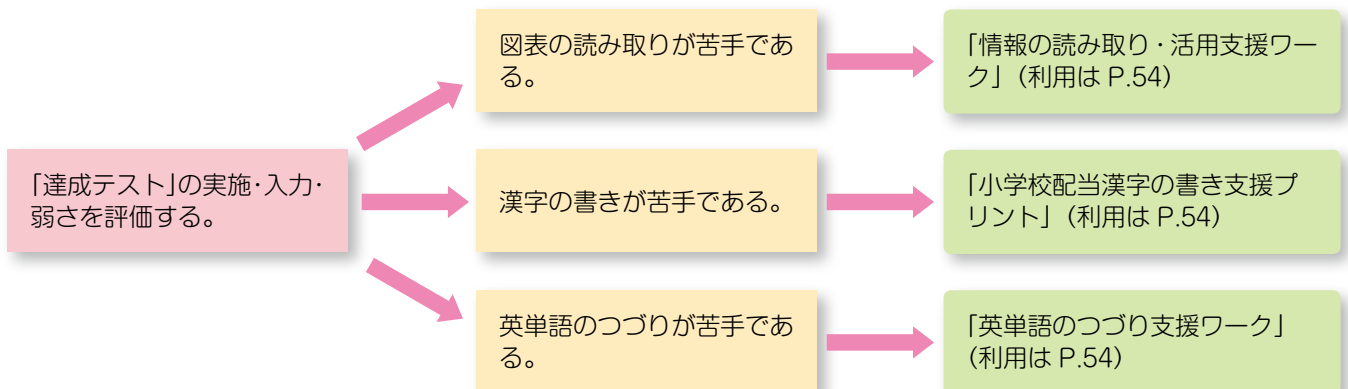 図表の読み取りが苦手であ
る。
「情報の読み取り・活用支援ワー
ク」（利用は P.54）
「達成テスト」の実施・入力・
弱さを評価する。
漢字の書きが苦手である。
「小学校配当漢字の書き支援プ
リント」（利用は P.54）
英単語のつづりが苦手であ
る。
「英単語のつづり支援ワーク」
（利用は P.54）